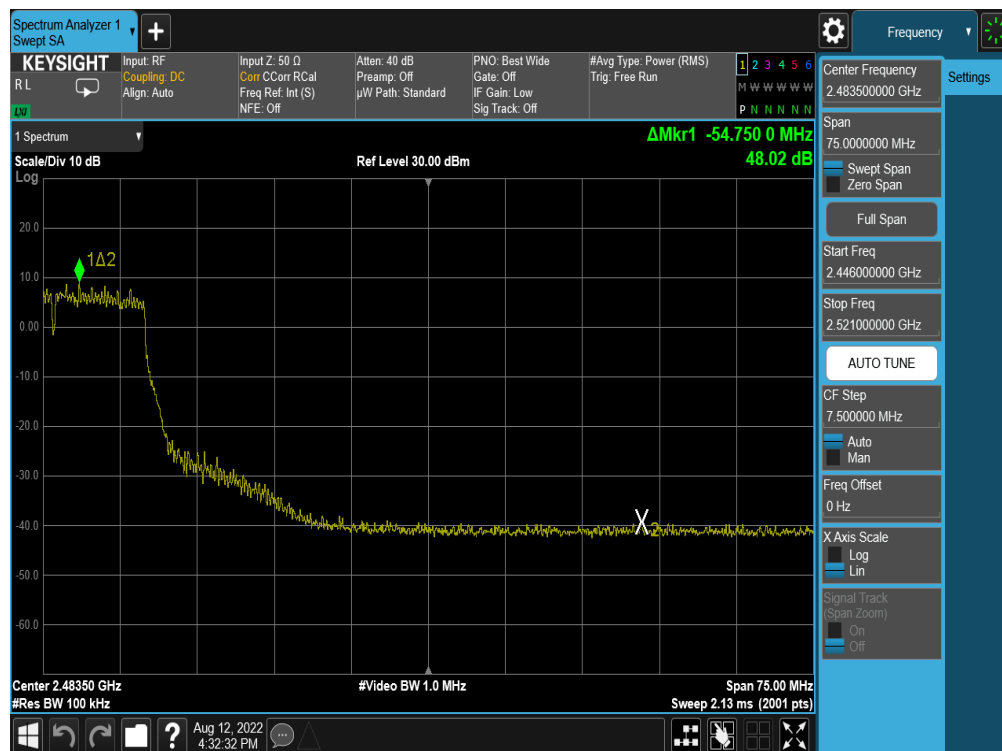 Spectrum Analyzer 1
Swept SA
Frequency
KEYSIGHT
R L
LXI
Input: RF
Coupling: DC
Align: Auto
Input Z: 50 Ω
Corr CCorr RCal
Freq Ref: Int (S)
NFE: Off
Atten: 40 dB
Preamp: Off
µW Path: Standard
PNO: Best Wide
Gate: Off
IF Gain: Low
Sig Track: Off
#Avg Type: Power (RMS)
Trig: Free Run
1 2 3 4 5 6
M W W W W W
P N N N N N
1 Spectrum
ΔMkr1 -54.750 0 MHz
48.02 dB
Scale/Div 10 dB
Ref Level 30.00 dBm
Log
20.0
1Δ2
10.0
0.00
-10.0
-20.0
-30.0
-40.0
X2
-50.0
-60.0
Center 2.48350 GHz
#Video BW 1.0 MHz
Span 75.00 MHz
#Res BW 100 kHz
Sweep 2.13 ms (2001 pts)
Aug 12, 2022
4:32:32 PM
Center Frequency
2.483500000 GHz
Settings
Span
75.0000000 MHz
Swept Span
Zero Span
Full Span
Start Freq
2.446000000 GHz
Stop Freq
2.521000000 GHz
AUTO TUNE
CF Step
7.500000 MHz
Auto
Man
Freq Offset
0 Hz
X Axis Scale
Log
Lin
Signal Track
(Span Zoom)
On
Off